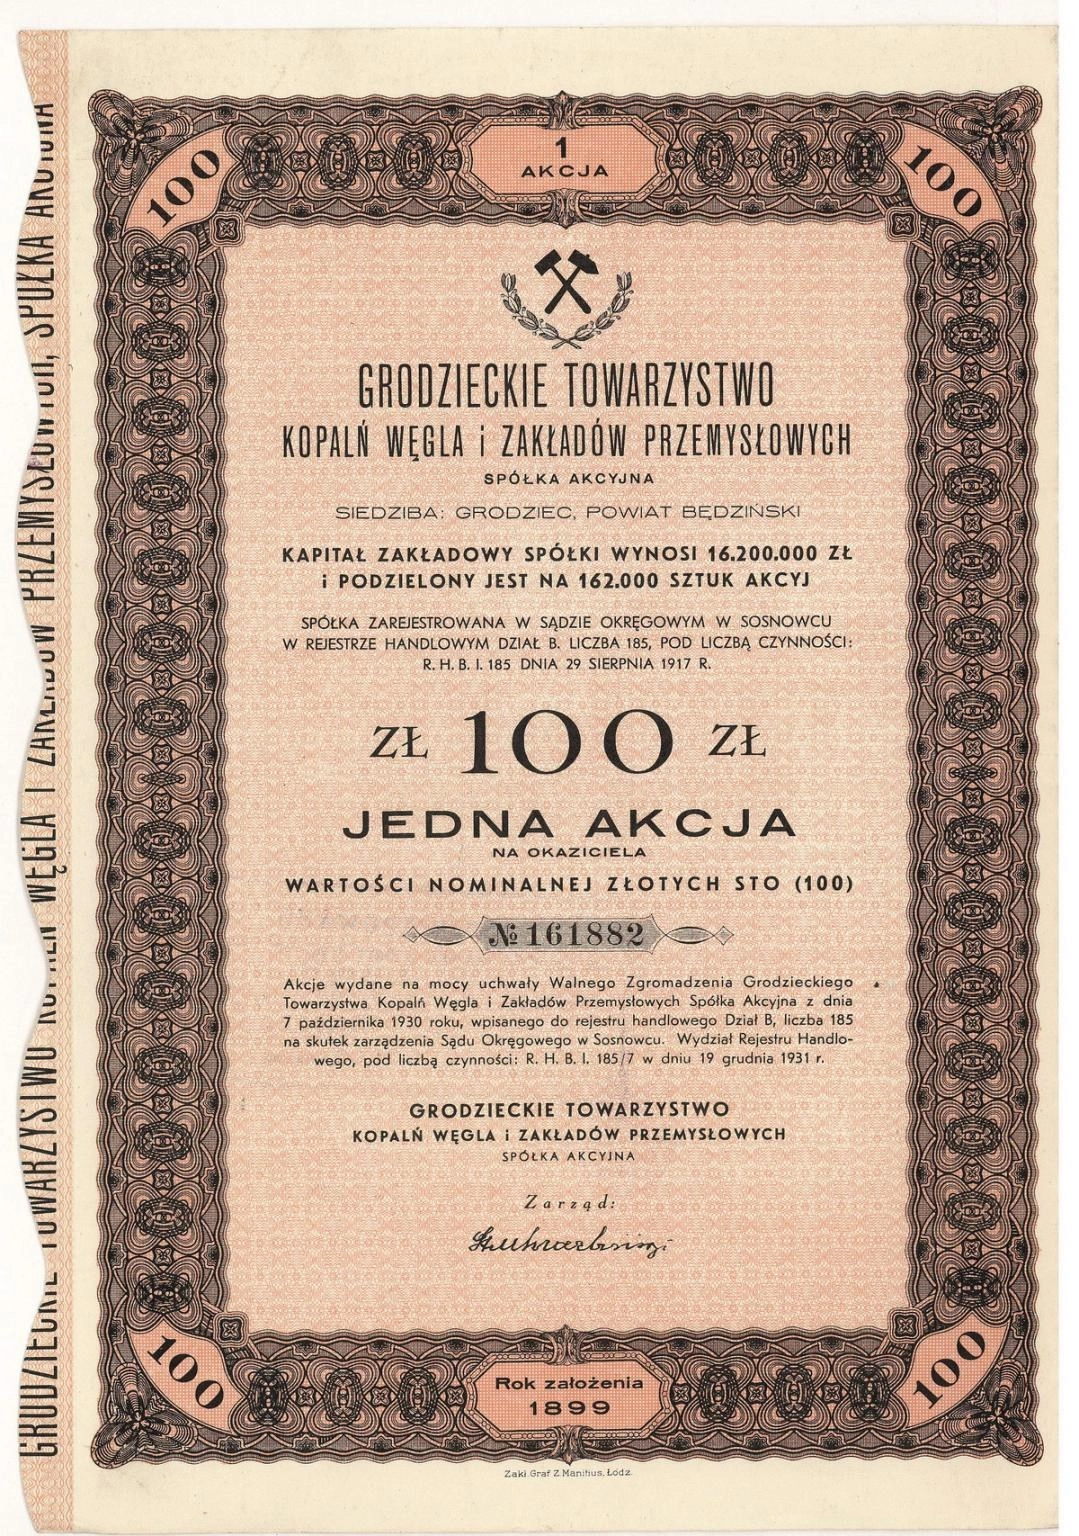 1
AKCJA
100
100
GRODZIECKIE TOWARZYSTWO
KOPALŃ WĘGLA i ZAKŁADÓW PRZEMYSŁOWYCH
SPÓŁKA AKCYJNA
SIEDZIBA: GRODZIEC, POWIAT BĘDZIŃSKI
KAPITAŁ ZAKŁADOWY SPÓŁKI WYNOSI 16.200.000 ZŁ
i PODZIELONY JEST NA 162.000 SZTUK AKCYJ
SPÓŁKA ZAREJESTROWANA W SĄDZIE OKRĘGOWYM W SOSNOWCU
W REJESTRZE HANDLOWYM DZIAŁ B. LICZBA 185, POD LICZBĄ CZYNNOŚCI:
R. H. B. I. 185 DNIA 29 SIERPNIA 1917 R.
ZŁ 100 ZŁ
JEDNA AKCJA
NA OKAZICIELA
WARTOŚCI NOMINALNEJ ZŁOTYCH STO (100)
№ 161882
Akcje wydane na mocy uchwały Walnego Zgromadzenia Grodzieckiego
Towarzystwa Kopalń Węgla i Zakładów Przemysłowych Spółka Akcyjna z dnia
7 października 1930 roku, wpisanego do rejestru handlowego Dział B, liczba 185
na skutek zarządzenia Sądu Okręgowego w Sosnowcu. Wydział Rejestru Handlo-
wego, pod liczbą czynności: R. H. B. I. 185/7 w dniu 19 grudnia 1931 r.
GRODZIECKIE TOWARZYSTWO
KOPALŃ WĘGLA i ZAKŁADÓW PRZEMYSŁOWYCH
SPÓŁKA AKCYJNA
Zarząd:
100
100
Rok założenia
1899
Zakł. Graf Z. Manitius, Łódz.
GRODZIECKIE TOWARZYSTWO KOPALŃ WĘGLA I ZAKŁADÓW PRZEMYSŁOWYCH, SPÓŁKA AKCYJNA